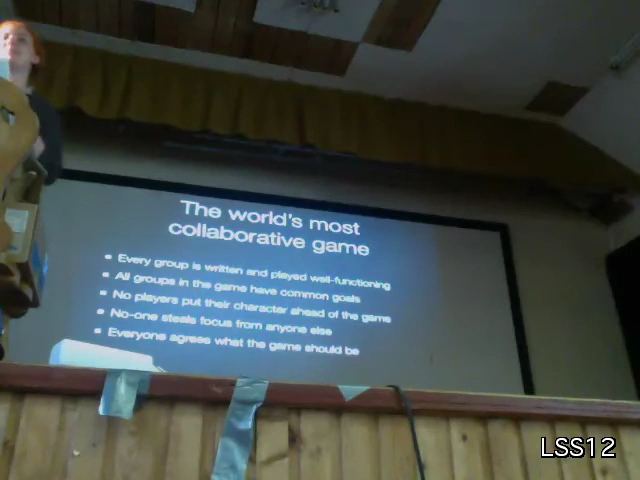 The world's most
collaborative game
▪ Every group is written and played well-functioning
▪ All groups in the game have common goals
▪ No players put their character ahead of the game
▪ No-one steals focus from anyone else
▪ Everyone agrees what the game should be
LSS12